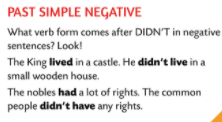 PAST SIMPLE NEGATIVE
What verb form comes after DIDN'T in negative
sentences? Look!
The King lived in a castle. He didn't live in a
small wooden house.
The nobles had a lot of rights. The common
people didn't have any rights.